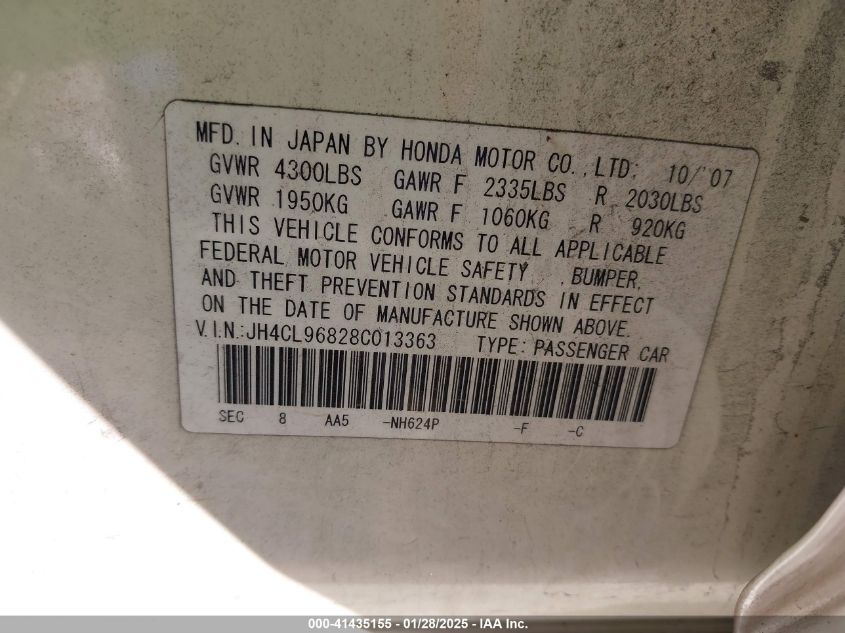 MFD. IN JAPAN BY HONDA MOTOR CO., LTD: 10/'07
GVWR 4300LBS GAWR F 2335LBS R 2030LBS
GVWR 1950KG GAWR F 1060KG R 920KG
THIS VEHICLE CONFORMS TO ALL APPLICABLE
FEDERAL MOTOR VEHICLE SAFETY , BUMPER,
AND THEFT PREVENTION STANDARDS IN EFFECT
ON THE DATE OF MANUFACTURE SHOWN ABOVE.
V.I.N:JH4CL96828C013363 TYPE:PASSENGER CAR
SEC 8 AA5 -NH624P -F -C
000-41435155 — 01/28/2025 - IAA Inc.